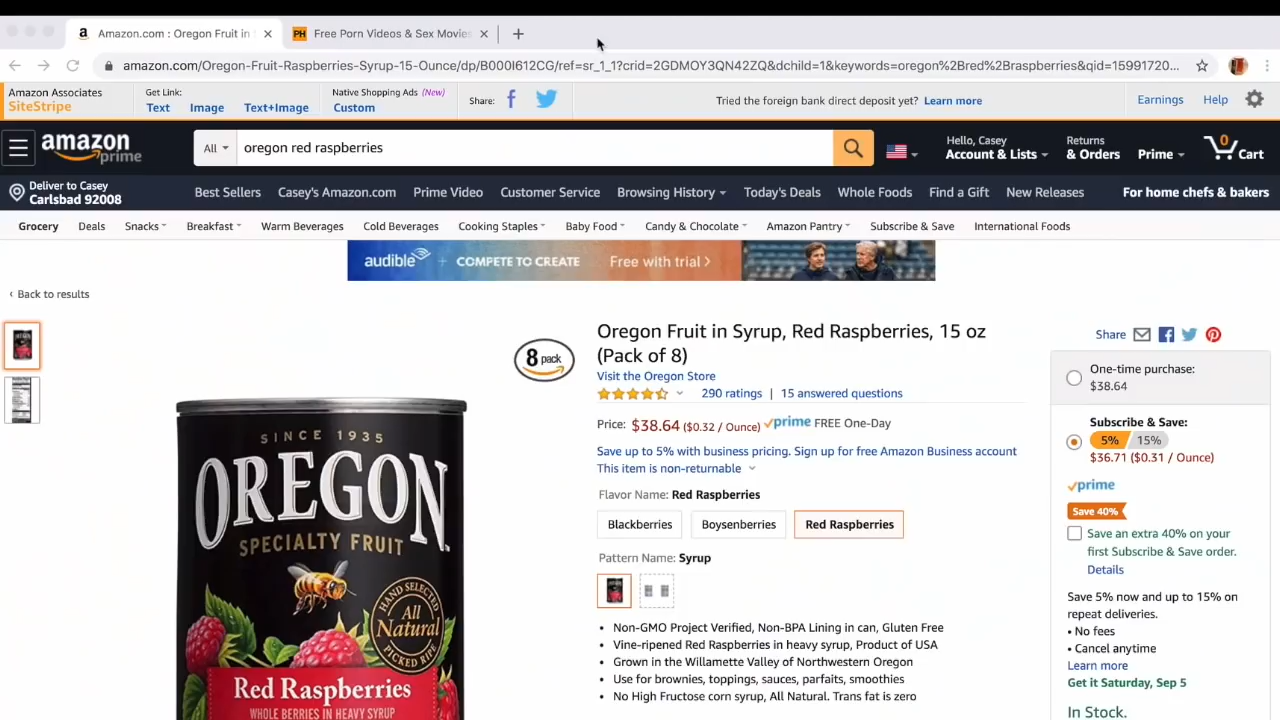 Amazon.com : Oregon Fruit in S
PH Free Porn Videos & Sex Movies
amazon.com/Oregon-Fruit-Raspberries-Syrup-15-Ounce/dp/B000I612CG/ref=sr_1_1?crid=2GDMOY3QN42ZQ&dchild=1&keywords=oregon%2Bred%2Braspberries&qid=15991720...
Amazon Associates
SiteStripe
Get Link:
Text Image Text+Image
Native Shopping Ads (New)
Custom
Share:
Tried the foreign bank direct deposit yet? Learn more
Earnings Help
amazon prime
All oregon red raspberries
Hello, Casey
Account & Lists
Returns
& Orders
Prime
0
Cart
Deliver to Casey
Carlsbad 92008
Best Sellers Casey's Amazon.com Prime Video Customer Service Browsing History Today's Deals Whole Foods Find a Gift New Releases For home chefs & bakers
Grocery Deals Snacks Breakfast Warm Beverages Cold Beverages Cooking Staples Baby Food Candy & Chocolate Amazon Pantry Subscribe & Save International Foods
audible + COMPETE TO CREATE Free with trial >
‹ Back to results
8 pack
SINCE 1935
OREGON
SPECIALTY FRUIT
HAND SELECTED
All
Natural
PICKED RIPE
Red Raspberries
WHOLE BERRIES IN HEAVY SYRUP
Oregon Fruit in Syrup, Red Raspberries, 15 oz
(Pack of 8)
Visit the Oregon Store
290 ratings | 15 answered questions
Price: $38.64 ($0.32 / Ounce) prime FREE One-Day
Save up to 5% with business pricing. Sign up for free Amazon Business account
This item is non-returnable
Flavor Name: Red Raspberries
Blackberries Boysenberries Red Raspberries
Pattern Name: Syrup
• Non-GMO Project Verified, Non-BPA Lining in can, Gluten Free
• Vine-ripened Red Raspberries in heavy syrup, Product of USA
• Grown in the Willamette Valley of Northwestern Oregon
• Use for brownies, toppings, sauces, parfaits, smoothies
• No High Fructose corn syrup, All Natural. Trans fat is zero
Share
One-time purchase:
$38.64
Subscribe & Save:
5% 15%
$36.71 ($0.31 / Ounce)
prime
Save 40%
Save an extra 40% on your
first Subscribe & Save order.
Details
Save 5% now and up to 15% on
repeat deliveries.
• No fees
• Cancel anytime
Learn more
Get it Saturday, Sep 5
In Stock.